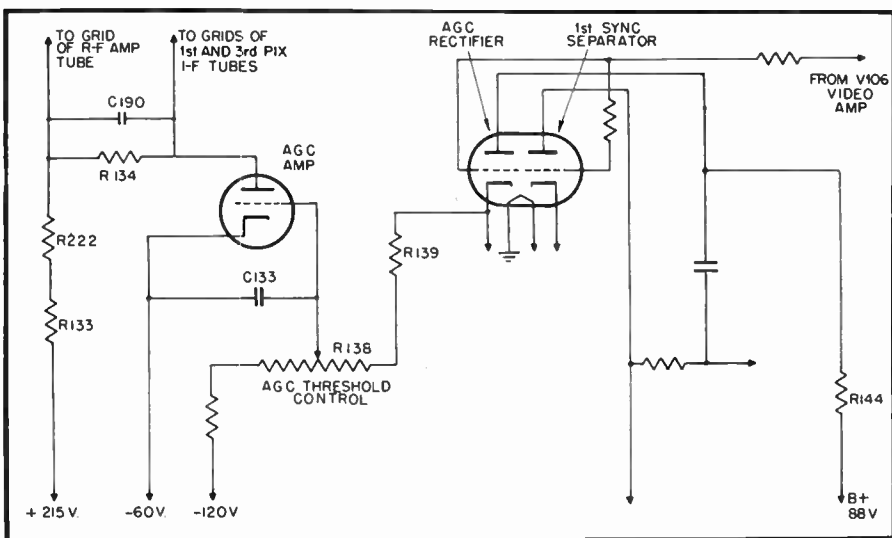 TO GRID
OF R-F AMP
TUBE
TO GRIDS OF
1st AND 3rd PIX
I-F TUBES
AGC
RECTIFIER
1st SYNC
SEPARATOR
FROM V106
VIDEO
AMP
C190
R134
AGC
AMP
R222
R133
C133
R139
R138
AGC THRESHOLD
CONTROL
R144
+ 215 V.
-60V.
-120V
B+
88V